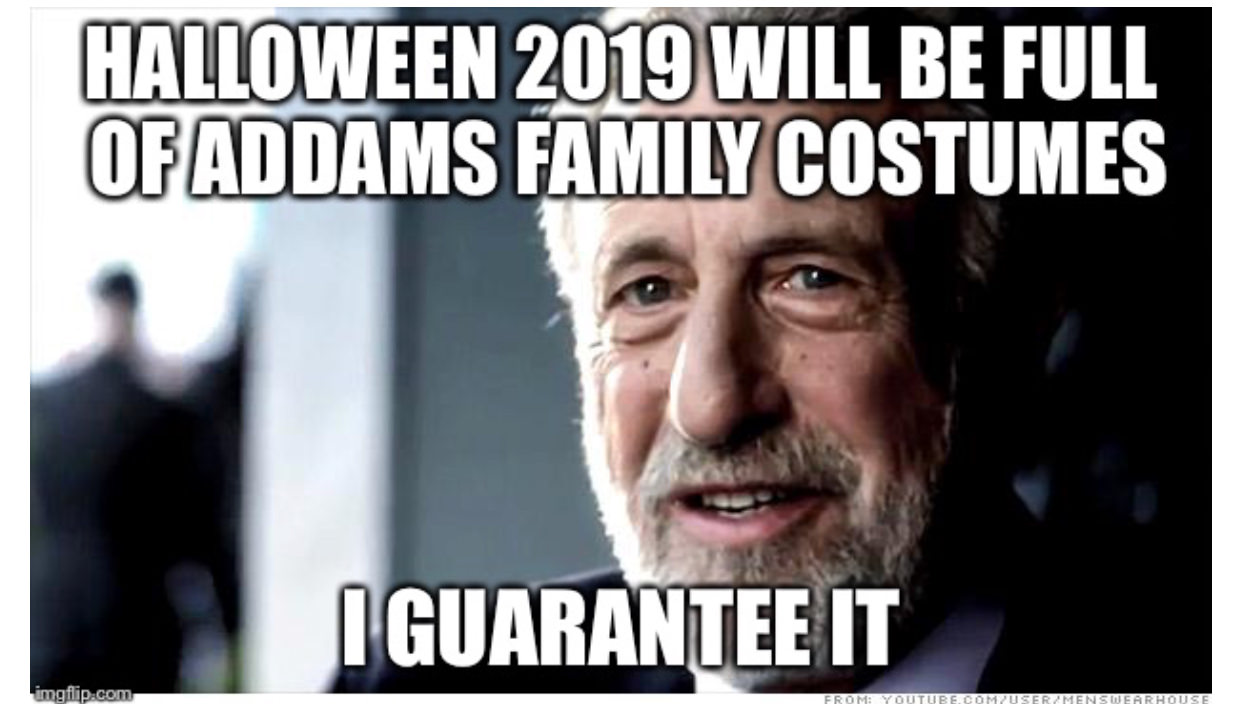 HALLOWEEN 2019 WILL BE FULL
OF ADDAMS FAMILY COSTUMES
I GUARANTEE IT
imgflip.com
FROM: YOUTUBE.COM/USER/MENSWEARHOUSE